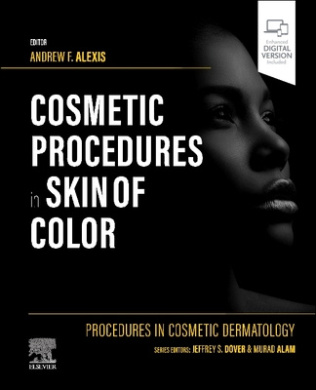 EDITOR
ANDREW F. ALEXIS
Enhanced
DIGITAL
VERSION
Included
COSMETIC
PROCEDURES
in SKIN OF
COLOR
PROCEDURES IN COSMETIC DERMATOLOGY
SERIES EDITORS: JEFFREY S. DOVER & MURAD ALAM
ELSEVIER